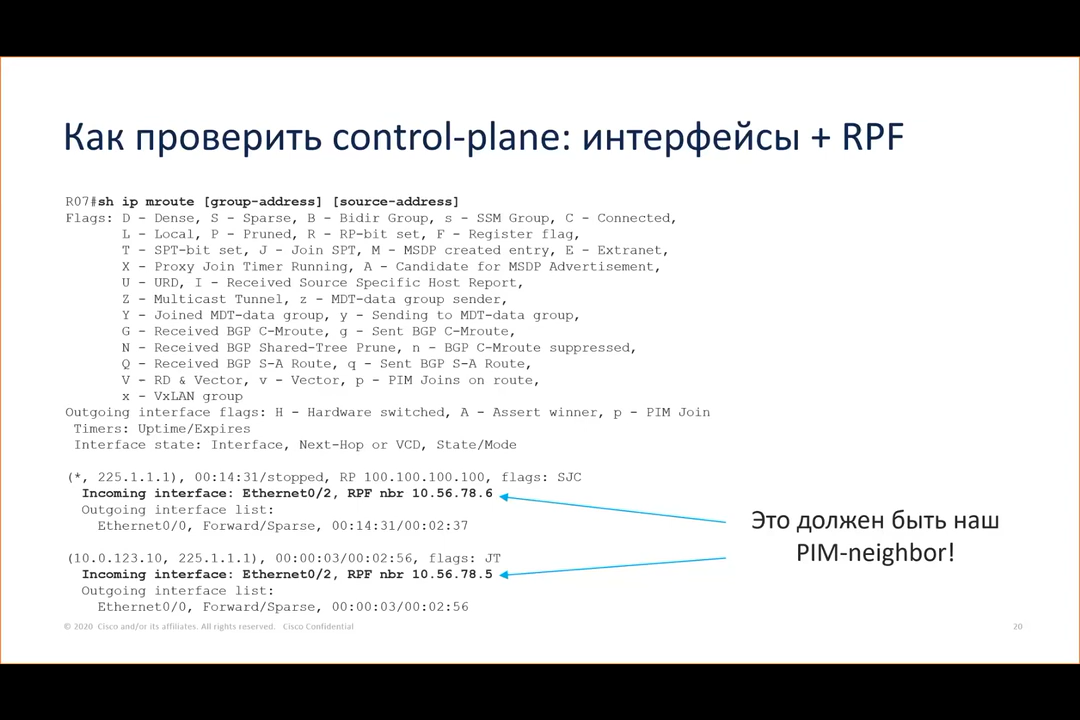 Как проверить control-plane: интерфейсы + RPF
R07#sh ip mroute [group-address] [source-address]
Flags: D - Dense, S - Sparse, B - Bidir Group, s - SSM Group, C - Connected,
L - Local, P - Pruned, R - RP-bit set, F - Register flag,
T - SPT-bit set, J - Join SPT, M - MSDP created entry, E - Extranet,
X - Proxy Join Timer Running, A - Candidate for MSDP Advertisement,
U - URD, I - Received Source Specific Host Report,
Z - Multicast Tunnel, z - MDT-data group sender,
Y - Joined MDT-data group, y - Sending to MDT-data group,
G - Received BGP C-Mroute, g - Sent BGP C-Mroute,
N - Received BGP Shared-Tree Prune, n - BGP C-Mroute suppressed,
Q - Received BGP S-A Route, q - Sent BGP S-A Route,
V - RD & Vector, v - Vector, p - PIM Joins on route,
x - VxLAN group
Outgoing interface flags: H - Hardware switched, A - Assert winner, p - PIM Join
Timers: Uptime/Expires
Interface state: Interface, Next-Hop or VCD, State/Mode
(*, 225.1.1.1), 00:14:31/stopped, RP 100.100.100.100, flags: SJC
Incoming interface: Ethernet0/2, RPF nbr 10.56.78.6
Outgoing interface list:
Ethernet0/0, Forward/Sparse, 00:14:31/00:02:37
(10.0.123.10, 225.1.1.1), 00:00:03/00:02:56, flags: JT
Incoming interface: Ethernet0/2, RPF nbr 10.56.78.5
Outgoing interface list:
Ethernet0/0, Forward/Sparse, 00:00:03/00:02:56
Это должен быть наш
PIM-neighbor!
© 2020 Cisco and/or its affiliates. All rights reserved. Cisco Confidential
20